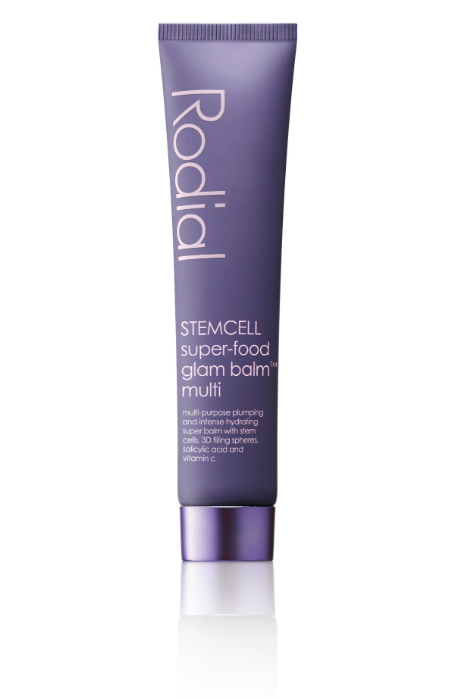 Rodial
STEMCELL
super-food
glam balm™
multi
multi-purpose plumping
and intense hydrating
super balm with stem
cells, 3D filling spheres,
salicylic acid and
vitamin c